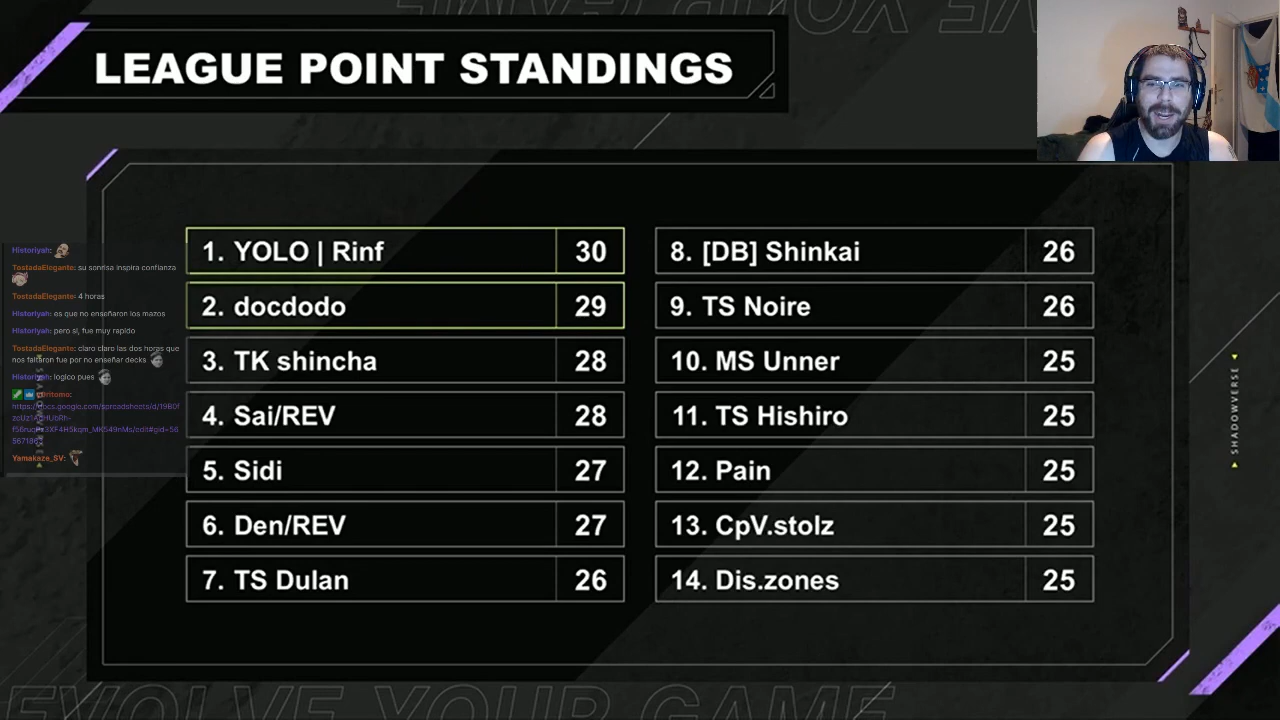 LEAGUE POINT STANDINGS
1. YOLO | Rinf 30
2. docdodo 29
3. TK shincha 28
4. Sai/REV 28
5. Sidi 27
6. Den/REV 27
7. TS Dulan 26
8. [DB] Shinkai 26
9. TS Noire 26
10. MS Unner 25
11. TS Hishiro 25
12. Pain 25
13. CpV.stolz 25
14. Dis.zones 25
Historiyah:
TostadaElegante: su sonrisa inspira confianza
TostadaElegante: 4 horas
Historiyah: es que no enseñaron los mazos
Historiyah: pero si, fue muy rapido
TostadaElegante: claro claro las dos horas que
nos faltaron fue por no enseñar decks
Historiyah: logico pues
Yamakaze_SV:
SHADOWVERSE
EVOLVE YOUR GAME